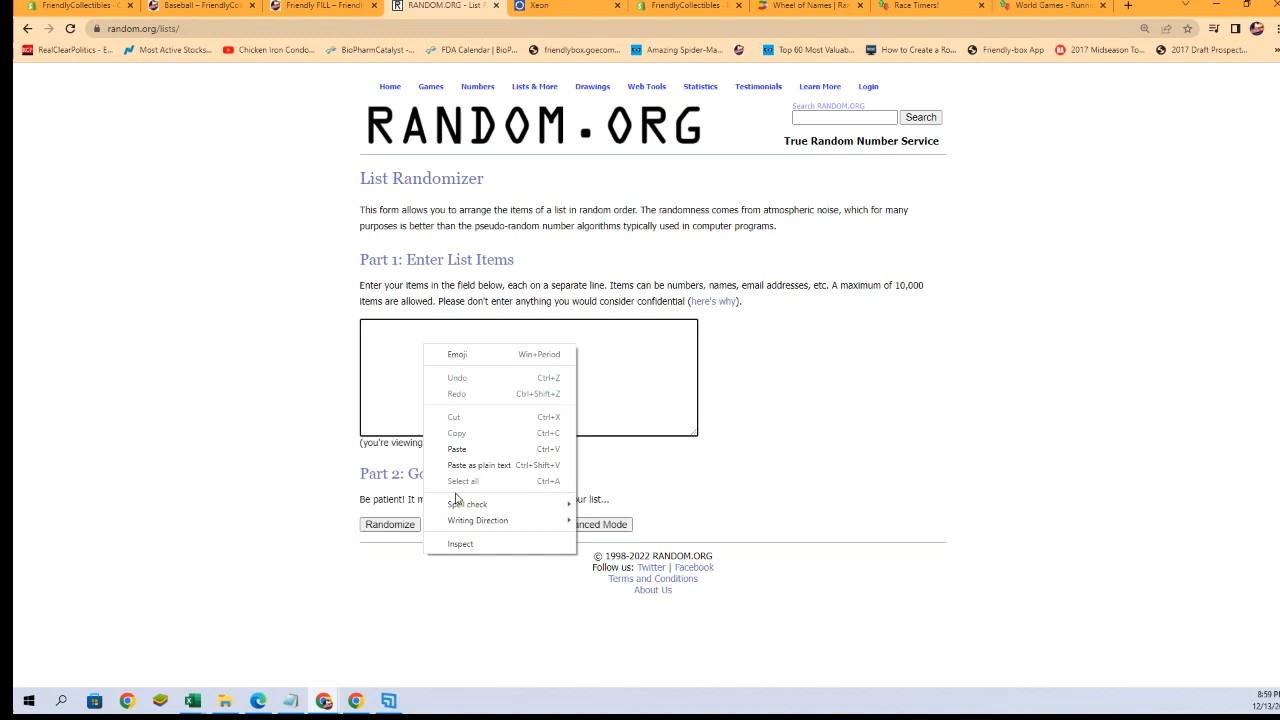 FriendlyCollectibles - C
Baseball – FriendlyCo
Friendly FILL – Friendl
RANDOM.ORG - List R
Xeon
FriendlyCollectibles -
Wheel of Names | Ran
Race Timers!
World Games - Runn
random.org/lists/
RealClearPolitics - E...
Most Active Stocks...
Chicken Iron Condo...
BioPharmCatalyst -...
FDA Calendar | BioP...
friendlybox.goecom...
Amazing Spider-Ma...
Top 60 Most Valuab...
How to Create a Ro...
Friendly-box App
2017 Midseason To...
2017 Draft Prospect...
Home Games Numbers Lists & More Drawings Web Tools Statistics Testimonials Learn More Login
RANDOM.ORG
Search RANDOM.ORG
Search
True Random Number Service
List Randomizer
This form allows you to arrange the items of a list in random order. The randomness comes from atmospheric noise, which for many
purposes is better than the pseudo-random number algorithms typically used in computer programs.
Part 1: Enter List Items
Enter your items in the field below, each on a separate line. Items can be numbers, names, email addresses, etc. A maximum of 10,000
items are allowed. Please don't enter anything you would consider confidential (here's why).
Emoji Win+Period
Undo Ctrl+Z
Redo Ctrl+Shift+Z
Cut Ctrl+X
Copy Ctrl+C
Paste Ctrl+V
Paste as plain text Ctrl+Shift+V
Select all Ctrl+A
Spell check
Writing Direction
Inspect
(you're viewing
Part 2: Go
Be patient! It m
ur list...
Randomize
anced Mode
© 1998-2022 RANDOM.ORG
Follow us: Twitter | Facebook
Terms and Conditions
About Us
8:59 P
12/13/2